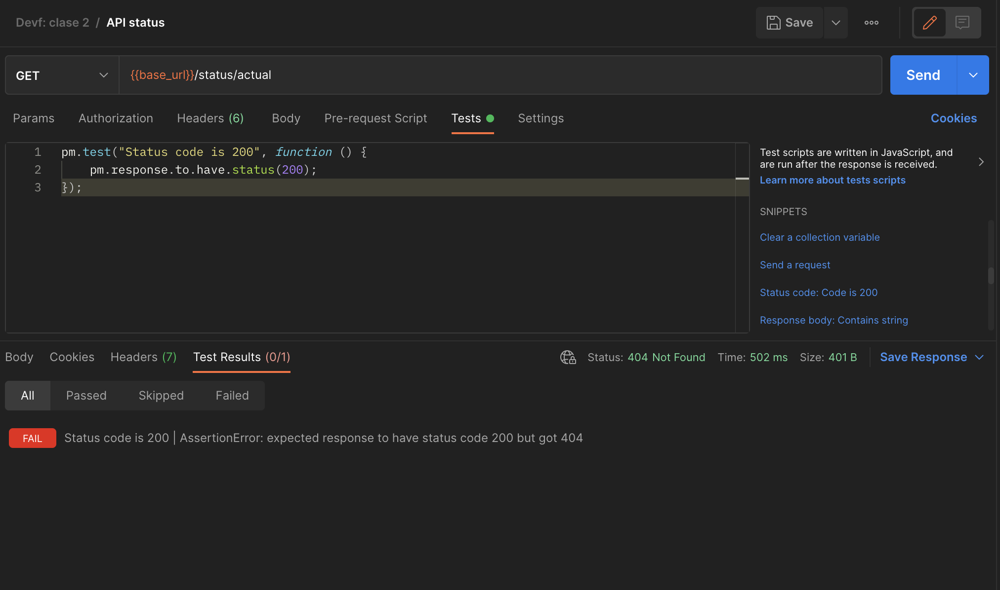 Devf: clase 2 / API status
Save
GET
{{base_url}}/status/actual
Send
Params Authorization Headers (6) Body Pre-request Script Tests Settings Cookies
1 pm.test("Status code is 200", function () {
2 pm.response.to.have.status(200);
3 });
Test scripts are written in JavaScript, and
are run after the response is received.
Learn more about tests scripts
SNIPPETS
Clear a collection variable
Send a request
Status code: Code is 200
Response body: Contains string
Body Cookies Headers (7) Test Results (0/1)
Status: 404 Not Found Time: 502 ms Size: 401 B Save Response
All Passed Skipped Failed
FAIL Status code is 200 | AssertionError: expected response to have status code 200 but got 404